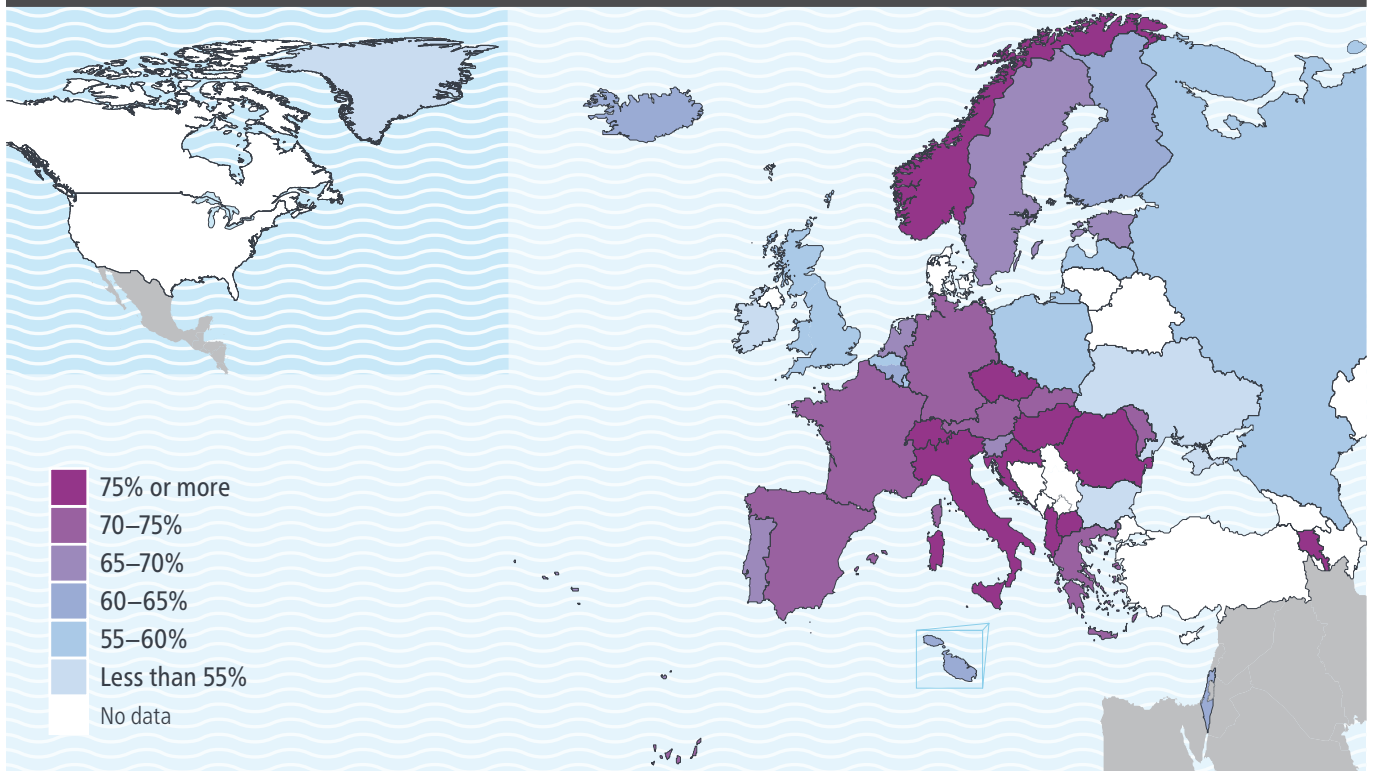 75% or more
70–75%
65–70%
60–65%
55–60%
Less than 55%
No data